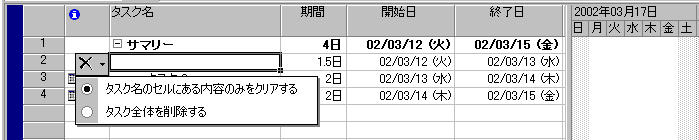 タスク名 期間 開始日 終了日 2002年03月17日
日 月 火 水 木 金 土
1 サマリー 4日 02/03/12 (火) 02/03/15 (金)
2 1.5日 02/03/12 (火) 02/03/13 (水)
3 2日 02/03/13 (水) 02/03/14 (木)
タスク名のセルにある内容のみをクリアする
4 2日 02/03/14 (木) 02/03/15 (金)
タスク全体を削除する